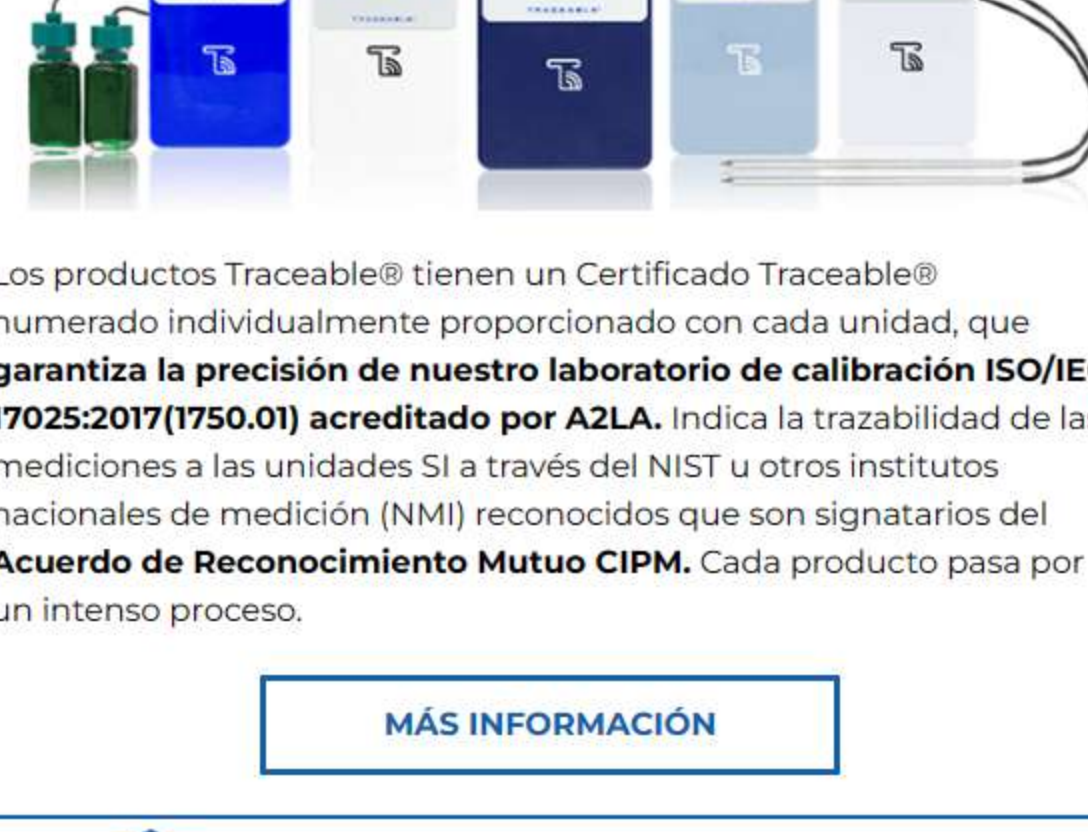 TRACEABLE
TRACEABLE
Los productos Traceable® tienen un Certificado Traceable®
numerado individualmente proporcionado con cada unidad, que
garantiza la precisión de nuestro laboratorio de calibración ISO/IEC
17025:2017(1750.01) acreditado por A2LA. Indica la trazabilidad de las
mediciones a las unidades SI a través del NIST u otros institutos
nacionales de medición (NMI) reconocidos que son signatarios del
Acuerdo de Reconocimiento Mutuo CIPM. Cada producto pasa por
un intenso proceso.
MÁS INFORMACIÓN